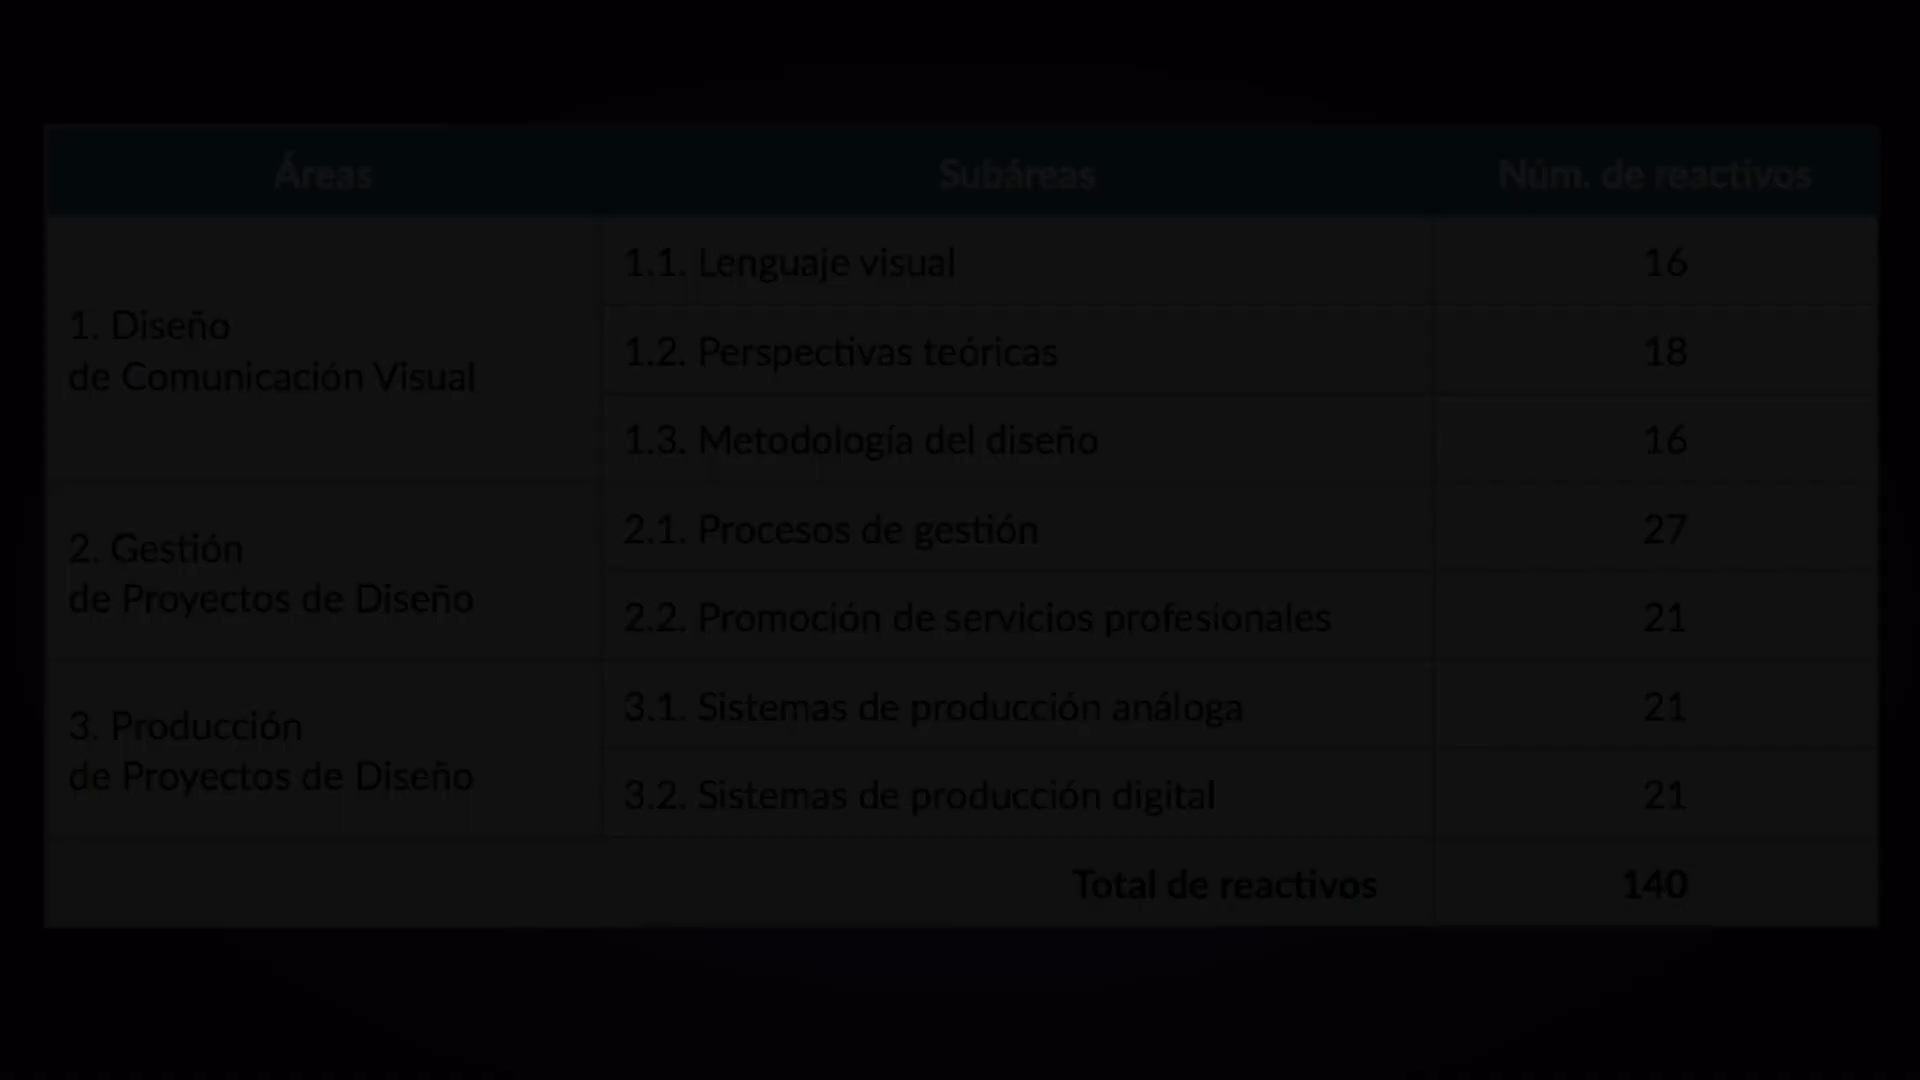 Áreas Subáreas Núm. de reactivos
1. Diseño
de Comunicación Visual
1.1. Lenguaje visual 16
1.2. Perspectivas teóricas 18
1.3. Metodología del diseño 16
2. Gestión
de Proyectos de Diseño
2.1. Procesos de gestión 27
2.2. Promoción de servicios profesionales 21
3. Producción
de Proyectos de Diseño
3.1. Sistemas de producción análoga 21
3.2. Sistemas de producción digital 21
Total de reactivos 140